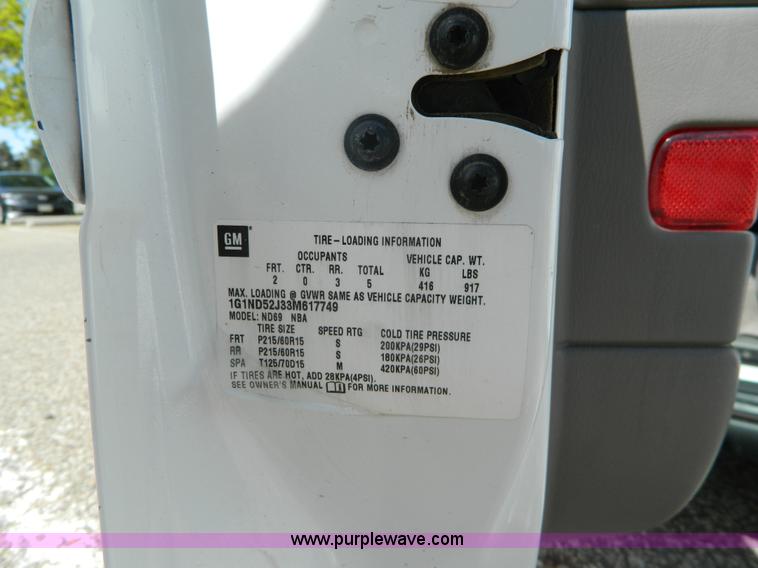 GM
TIRE-LOADING INFORMATION
OCCUPANTS VEHICLE CAP. WT.
FRT. CTR. RR. TOTAL KG LBS
2 0 3 5 416 917
MAX. LOADING @ GVWR SAME AS VEHICLE CAPACITY WEIGHT.
1G1ND52J33M617749
MODEL: ND69 NBA
TIRE SIZE SPEED RTG COLD TIRE PRESSURE
FRT P215/60R15 S 200KPA(29PSI)
RR P215/60R15 S 180KPA(26PSI)
SPA T125/70D15 M 420KPA(60PSI)
IF TIRES ARE HOT, ADD 28KPA(4PSI).
SEE OWNER'S MANUAL FOR MORE INFORMATION.
www.purplewave.com